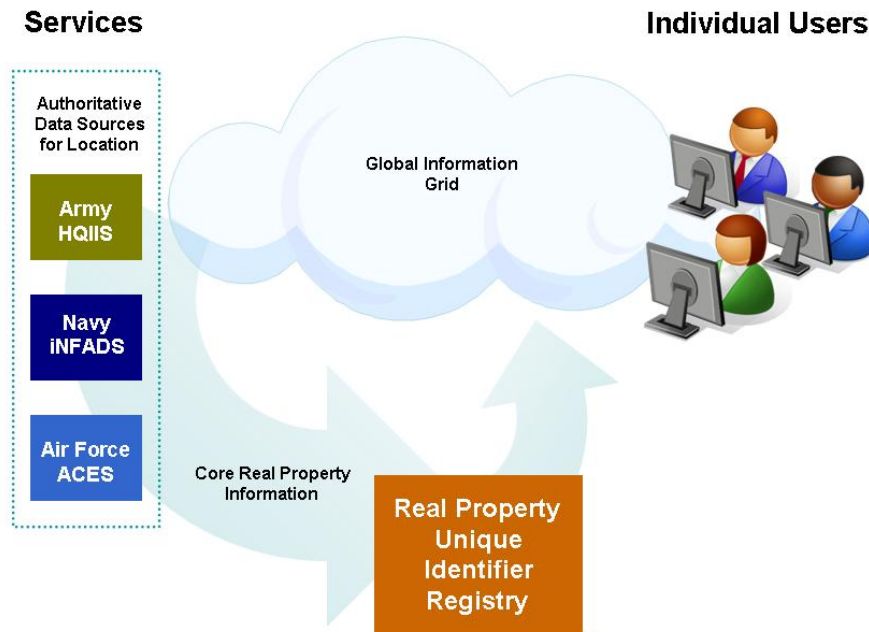 Services
Individual Users
Authoritative
Data Sources
for Location
Army
HQIIS
Navy
iNFADS
Air Force
ACES
Global Information
Grid
Core Real Property
Information
Real Property
Unique
Identifier
Registry